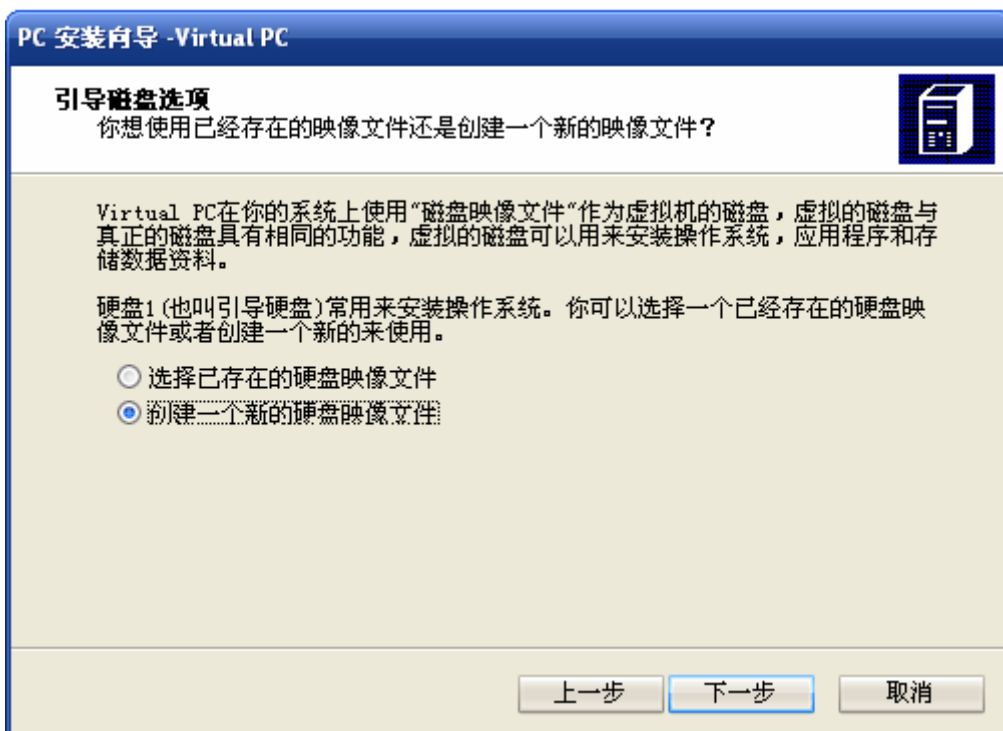 PC 安装向导 -Virtual PC
引导磁盘选项
你想使用已经存在的映像文件还是创建一个新的映像文件?
Virtual PC在你的系统上使用“磁盘映像文件“作为虚拟机的磁盘，虚拟的磁盘与
真正的磁盘具有相同的功能，虚拟的磁盘可以用来安装操作系统，应用程序和存
储数据资料。
硬盘1(也叫引导硬盘)常用来安装操作系统。你可以选择一个已经存在的硬盘映
像文件或者创建一个新的来使用。
选择已存在的硬盘映像文件
创建一个新的硬盘映像文件
上一步
下一步
取消